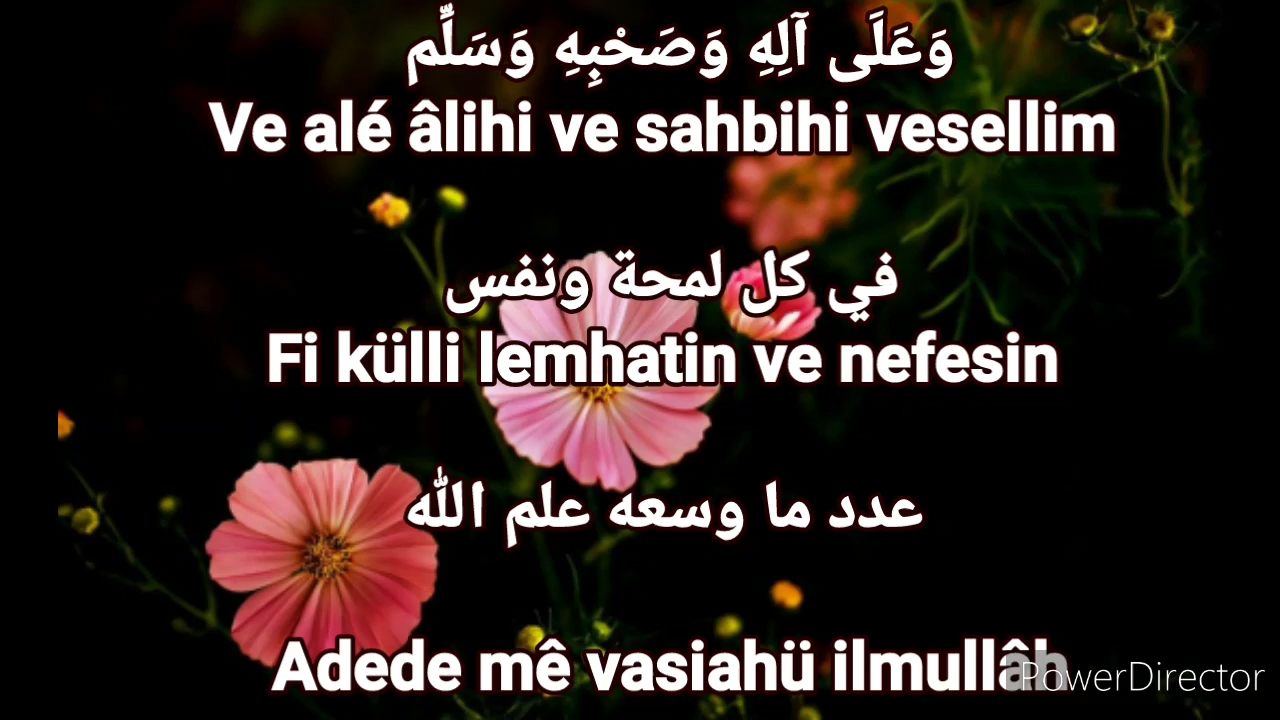 وَعَلَى آلِهِ وَصَحْبِهِ وَسَلِّم
Ve alé âlihi ve sahbihi vesellim
في كل لمحة ونفس
Fi külli lemhatin ve nefesin
عدد ما وسعه علم الله
Adede mê vasiahü ilmullâh
PowerDirector